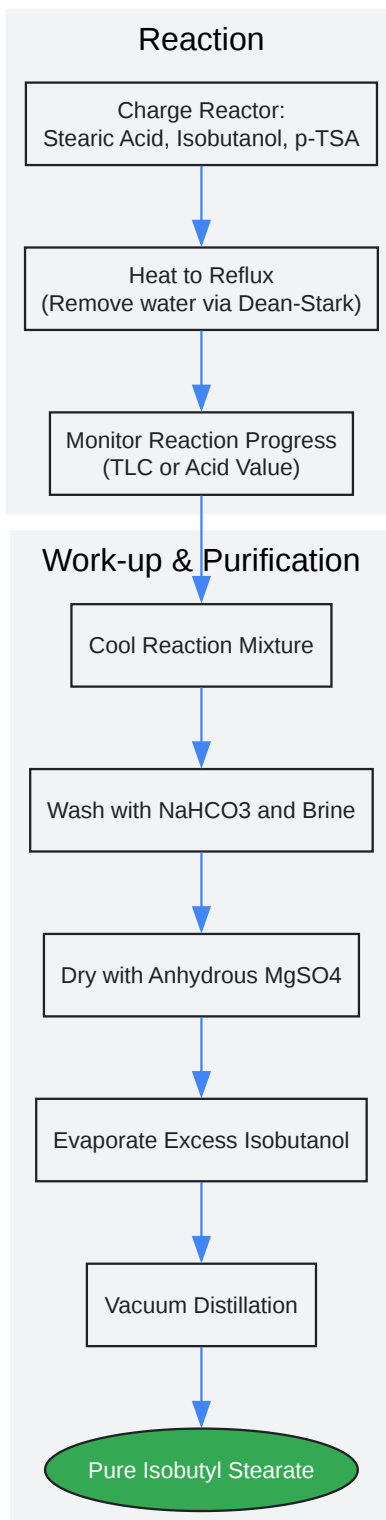 Reaction
Charge Reactor:
Stearic Acid, Isobutanol, p-TSA
Heat to Reflux
(Remove water via Dean-Stark)
Monitor Reaction Progress
(TLC or Acid Value)
Work-up & Purification
Cool Reaction Mixture
Wash with NaHCO3 and Brine
Dry with Anhydrous MgSO4
Evaporate Excess Isobutanol
Vacuum Distillation
Pure Isobutyl Stearate